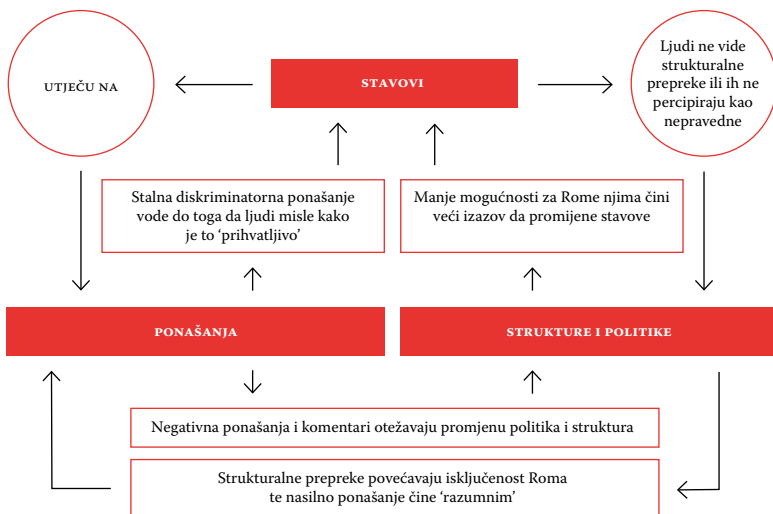 UTJEČU NA
STAVOVI
Ljudi ne vide
strukturalne
prepreke ili ih ne
percipiraju kao
nepravedne
Stalna diskriminatorna ponašanje
vode do toga da ljudi misle kako
je to ‘prihvatljivo’
Manje mogućnosti za Rome njima čini
veći izazov da promijene stavove
PONAŠANJA
STRUKTURE I POLITIKE
Negativna ponašanja i komentari otežavaju promjenu politika i struktura
Strukturalne prepreke povećavaju isključenost Roma
te nasilno ponašanje čine ‘razumnim’